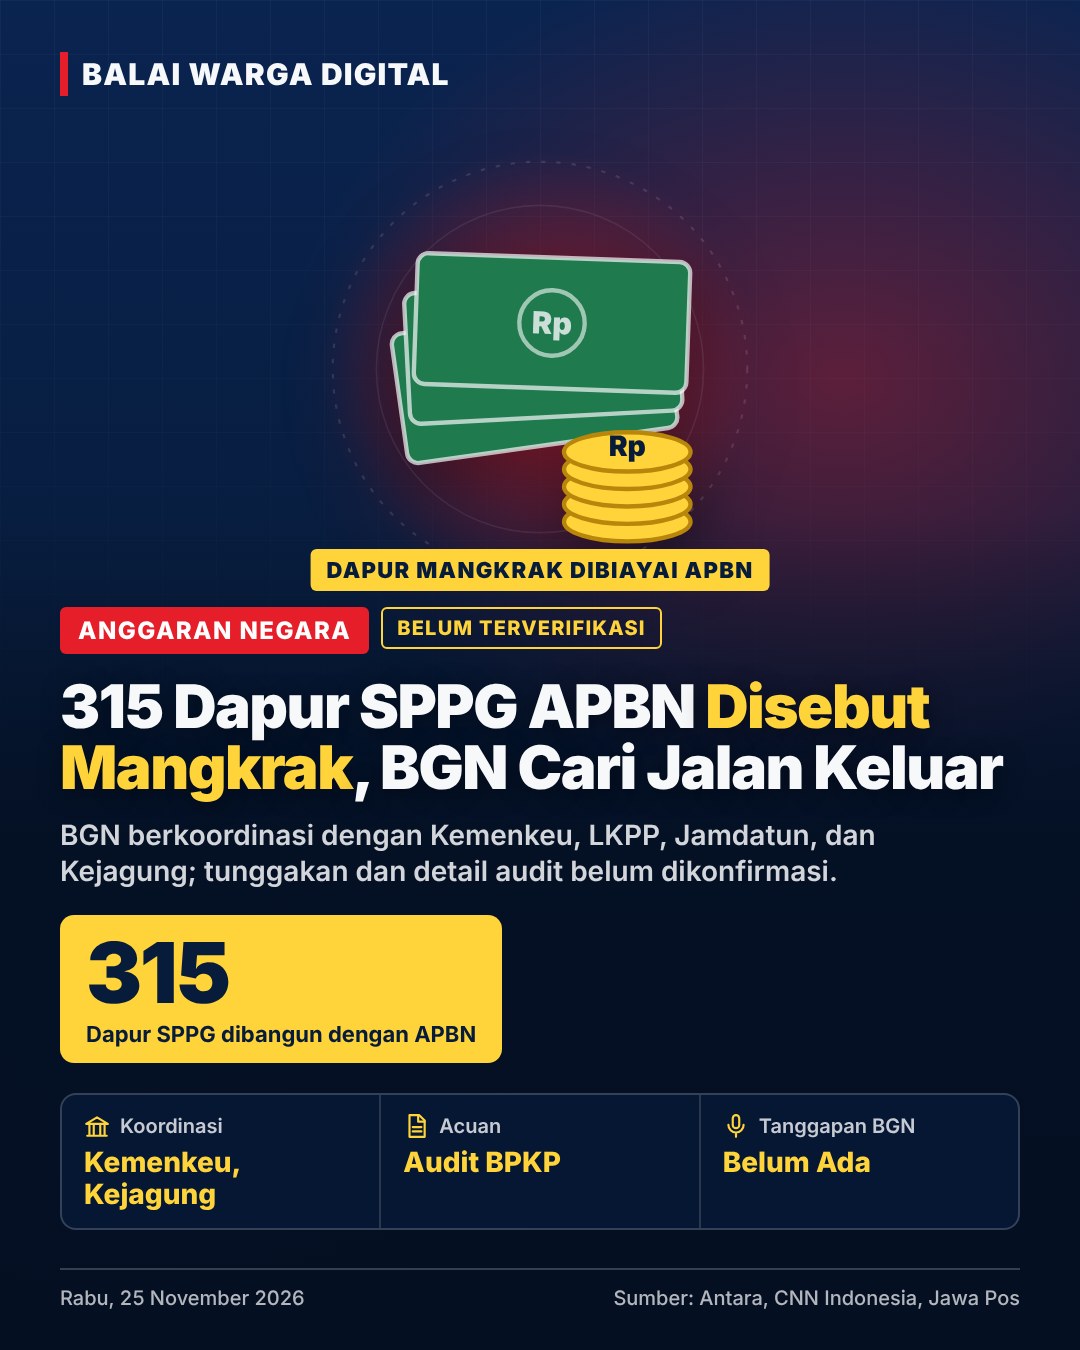 BALAI WARGA DIGITAL
Rp
Rp
DAPUR MANGKRAK DIBIAYAI APBN
ANGGARAN NEGARA
BELUM TERVERIFIKASI
315 Dapur SPPG APBN Disebut
Mangkrak, BGN Cari Jalan Keluar
BGN berkoordinasi dengan Kemenkeu, LKPP, Jamdatun, dan
Kejagung; tunggakan dan detail audit belum dikonfirmasi.
315
Dapur SPPG dibangun dengan APBN
Koordinasi
Kemenkeu,
Kejagung
Acuan
Audit BPKP
Tanggapan BGN
Belum Ada
Rabu, 25 November 2026
Sumber: Antara, CNN Indonesia, Jawa Pos